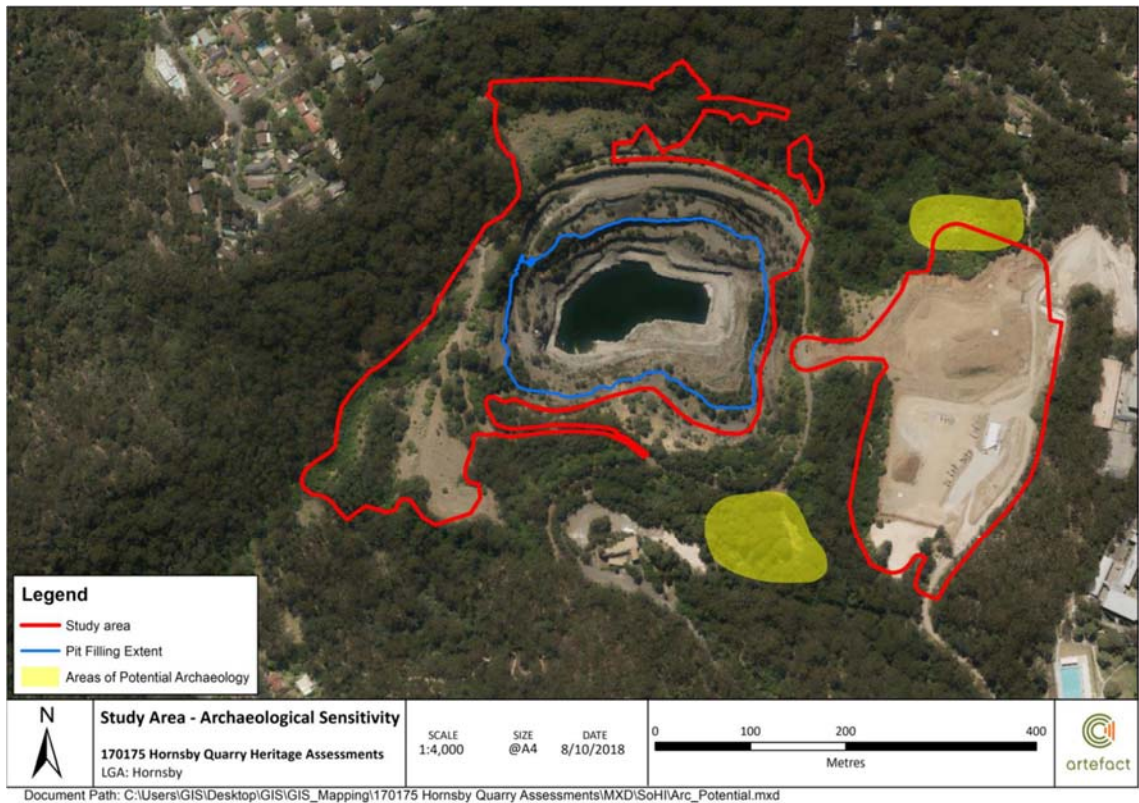 Legend
Study area
Pit Filling Extent
Areas of Potential Archaeology
N
Study Area - Archaeological Sensitivity
170175 Hornsby Quarry Heritage Assessments
LGA: Hornsby
SCALE
1:4,000
SIZE
@A4
DATE
8/10/2018
0 100 200 400
Metres
artefact
Document Path: C:\Users\GIS\Desktop\GIS\GIS_Mapping\170175 Hornsby Quarry Assessments\MXD\SoHI\Arc_Potential.mxd